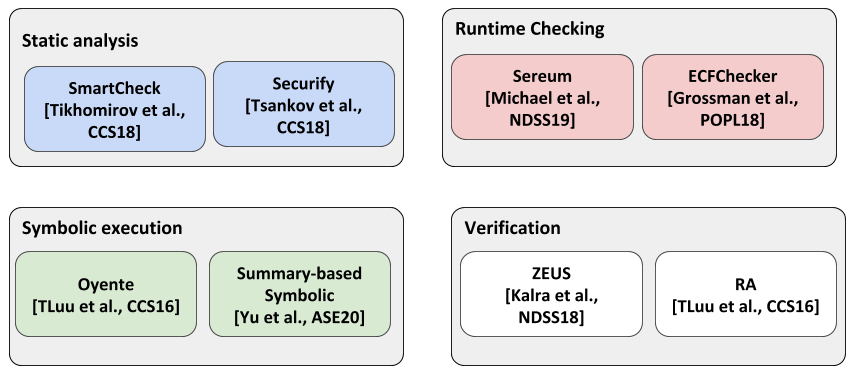 Static analysis
SmartCheck
[Tikhomirov et al.,
CCS18]
Securify
[Tsankov et al.,
CCS18]
Runtime Checking
Sereum
[Michael et al.,
NDSS19]
ECFChecker
[Grossman et al.,
POPL18]
Symbolic execution
Oyente
[TLuu et al., CCS16]
Summary-based
Symbolic
[Yu et al., ASE20]
Verification
ZEUS
[Kalra et al.,
NDSS18]
RA
[TLuu et al., CCS16]